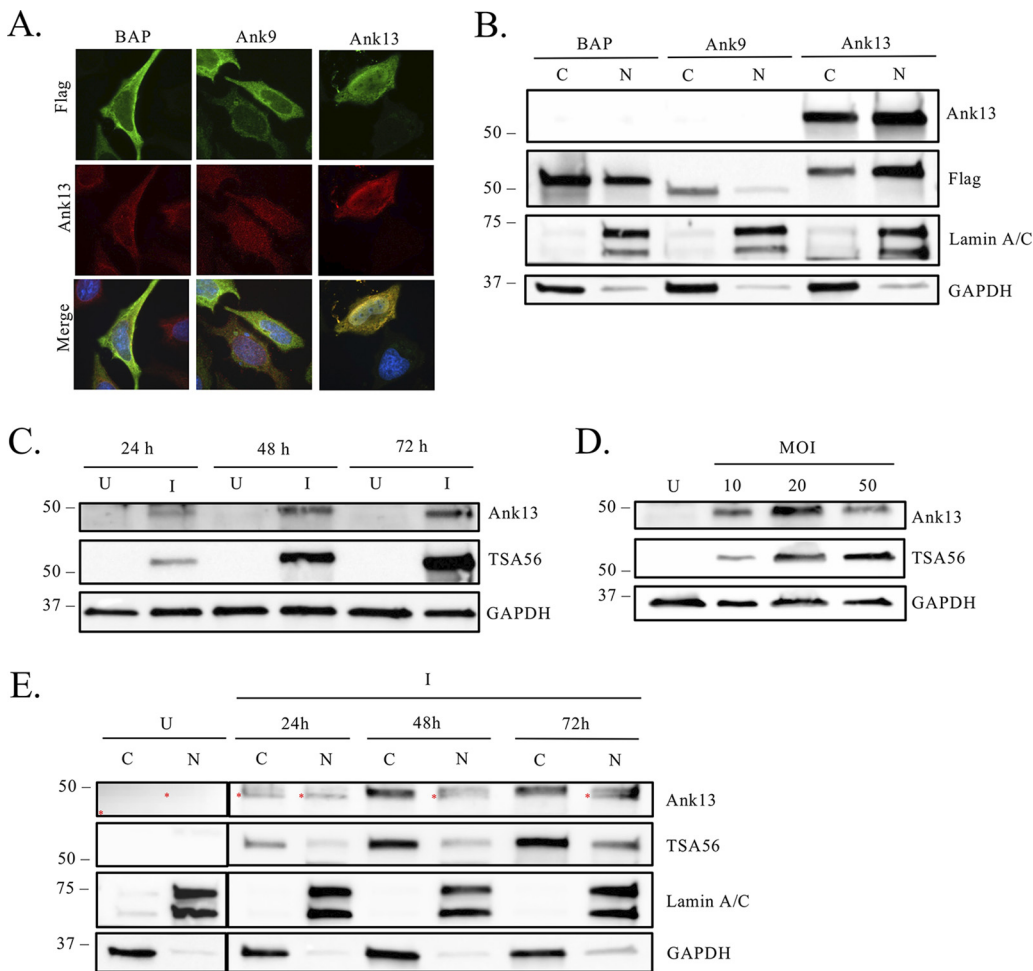 A.
BAP Ank9 Ank13
Flag
Ank13
Merge
B.
BAP Ank9 Ank13
C N C N C N
50 – Ank13
50 – Flag
75 – Lamin A/C
37 – GAPDH
C.
24 h 48 h 72 h
U I U I U I
50 – Ank13
50 – TSA56
37 – GAPDH
D.
MOI
U 10 20 50
50 – Ank13
50 – TSA56
37 – GAPDH
E.
I
U 24h 48h 72h
C N C N C N C N
50 – * * * * * * Ank13
50 – TSA56
75 – Lamin A/C
37 – GAPDH